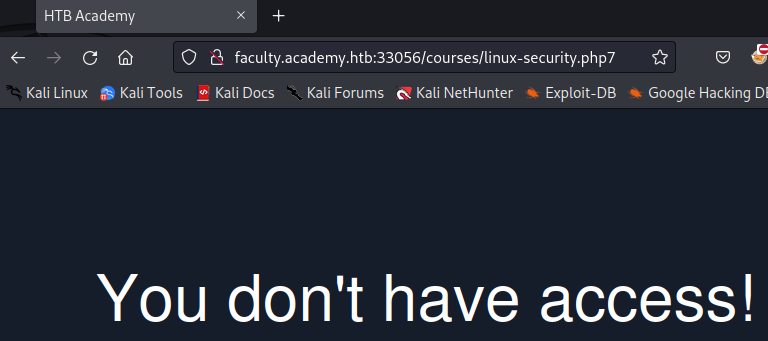 HTB Academy
faculty.academy.htb:33056/courses/linux-security.php7
Kali Linux Kali Tools Kali Docs Kali Forums Kali NetHunter Exploit-DB Google Hacking
You don't have access!